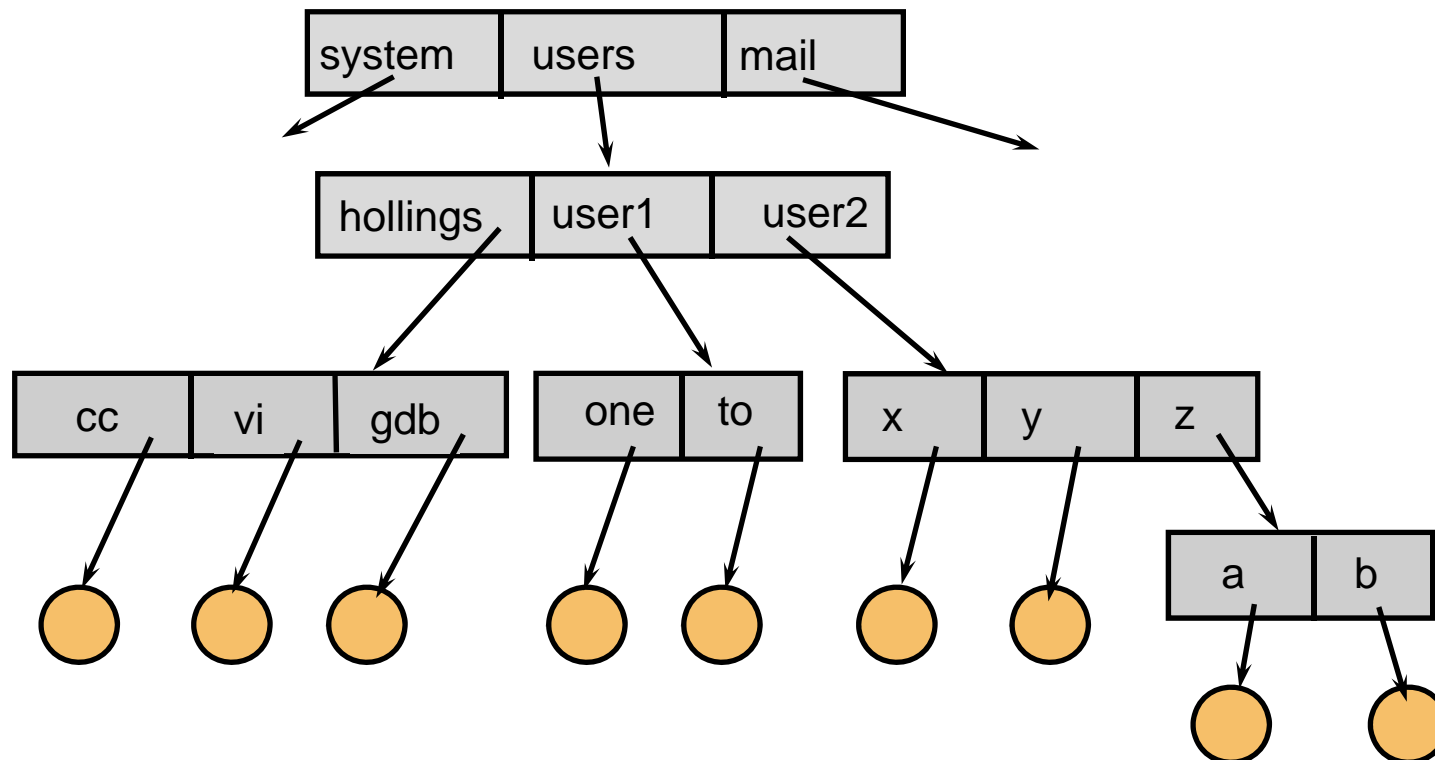 system users mail
hollings user1 user2
cc vi gdb one to x y z
a b